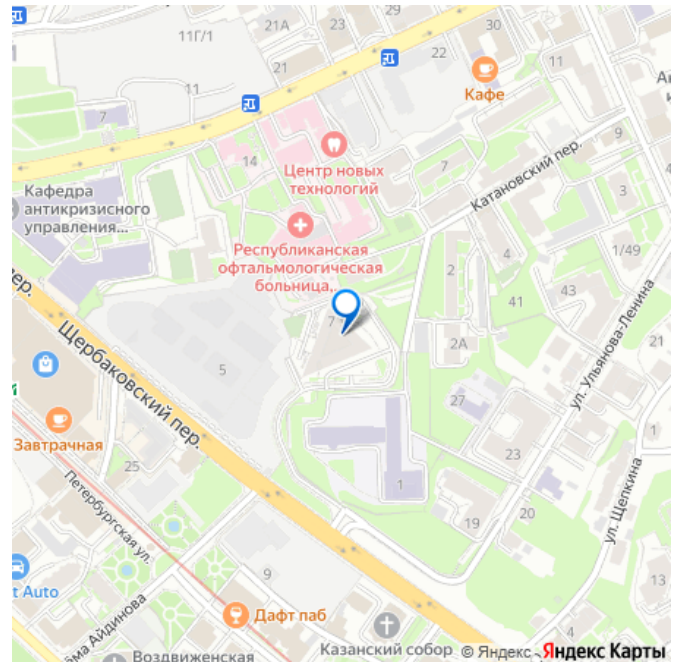 29
21А
23
30
11Г/1
22
21
Кафе
11
7
9
14
Центр новых
технологий
7
Катановский пер.
3
Кафедра
антикризисного
управления...
Республиканская
офтальмологическая
больница,..
4
1/49
2
41
43
пер.
7
ул. Ульянова-Ленина
21
2А
Щербаковский пер.
5
27
Завтрачная
25
1
23
1
Петербургская ул.
ул. Щепкина
19
20
9
13
t Auto
Дафт паб
Айдинова
Казанский собор
© Яндекс
Яндекс Карты
Воздвиженская